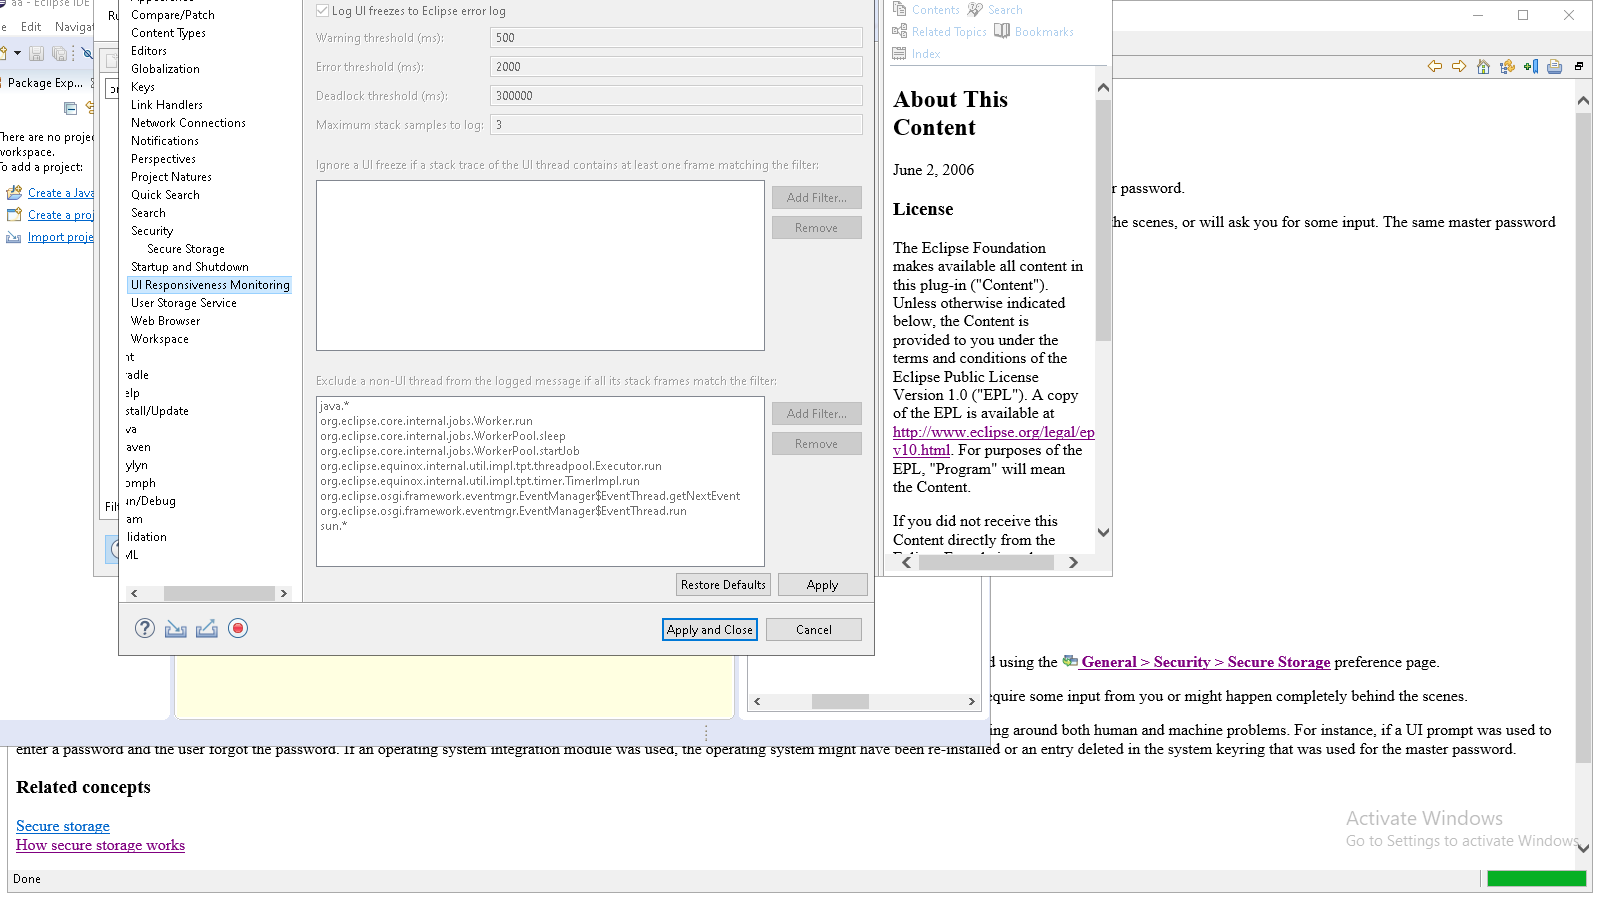 aa - Eclipse IDE
Edit
Navigat
Package Exp...
There are no proje
workspace.
To add a project:
Create a Java
Create a proj
Import proje
Ru
Filt
Compare/Patch
Content Types
Editors
Globalization
Keys
Link Handlers
Network Connections
Notifications
Perspectives
Project Natures
Quick Search
Search
Security
Secure Storage
Startup and Shutdown
UI Responsiveness Monitoring
User Storage Service
Web Browser
Workspace
nt
adle
elp
stall/Update
va
aven
ylyn
omph
un/Debug
am
lidation
ML
Log UI freezes to Eclipse error log
Warning threshold (ms): 500
Error threshold (ms): 2000
Deadlock threshold (ms): 300000
Maximum stack samples to log: 3
Ignore a UI freeze if a stack trace of the UI thread contains at least one frame matching the filter:
Add Filter...
Remove
Exclude a non-UI thread from the logged message if all its stack frames match the filter:
java.*
org.eclipse.core.internal.jobs.Worker.run
org.eclipse.core.internal.jobs.WorkerPool.sleep
org.eclipse.core.internal.jobs.WorkerPool.startJob
org.eclipse.equinox.internal.util.impl.tpt.threadpool.Executor.run
org.eclipse.equinox.internal.util.impl.tpt.timer.TimerImpl.run
org.eclipse.osgi.framework.eventmgr.EventManager$EventThread.getNextEvent
org.eclipse.osgi.framework.eventmgr.EventManager$EventThread.run
sun.*
Add Filter...
Remove
Restore Defaults
Apply
Apply and Close
Cancel
Contents
Search
Related Topics
Bookmarks
Index
About This
Content
June 2, 2006
License
The Eclipse Foundation
makes available all content in
this plug-in ("Content").
Unless otherwise indicated
below, the Content is
provided to you under the
terms and conditions of the
Eclipse Public License
Version 1.0 ("EPL"). A copy
of the EPL is available at
http://www.eclipse.org/legal/ep
v10.html. For purposes of the
EPL, "Program" will mean
the Content.
If you did not receive this
Content directly from the
r password.
he scenes, or will ask you for some input. The same master password
d using the General > Security > Secure Storage preference page.
equire some input from you or might happen completely behind the scenes.
ing around both human and machine problems. For instance, if a UI prompt was used to
enter a password and the user forgot the password. If an operating system integration module was used, the operating system might have been re-installed or an entry deleted in the system keyring that was used for the master password.
Related concepts
Secure storage
How secure storage works
Activate Windows
Go to Settings to activate Windows.
Done